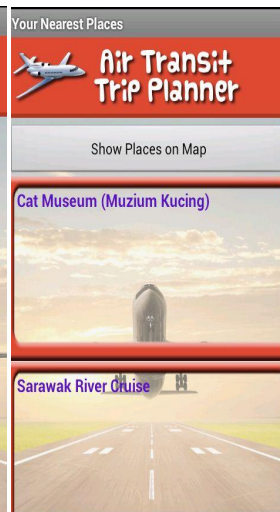 Your Nearest Places
Air Transit
Trip Planner
Show Places on Map
Cat Museum (Muzium Kucing)
Sarawak River Cruise